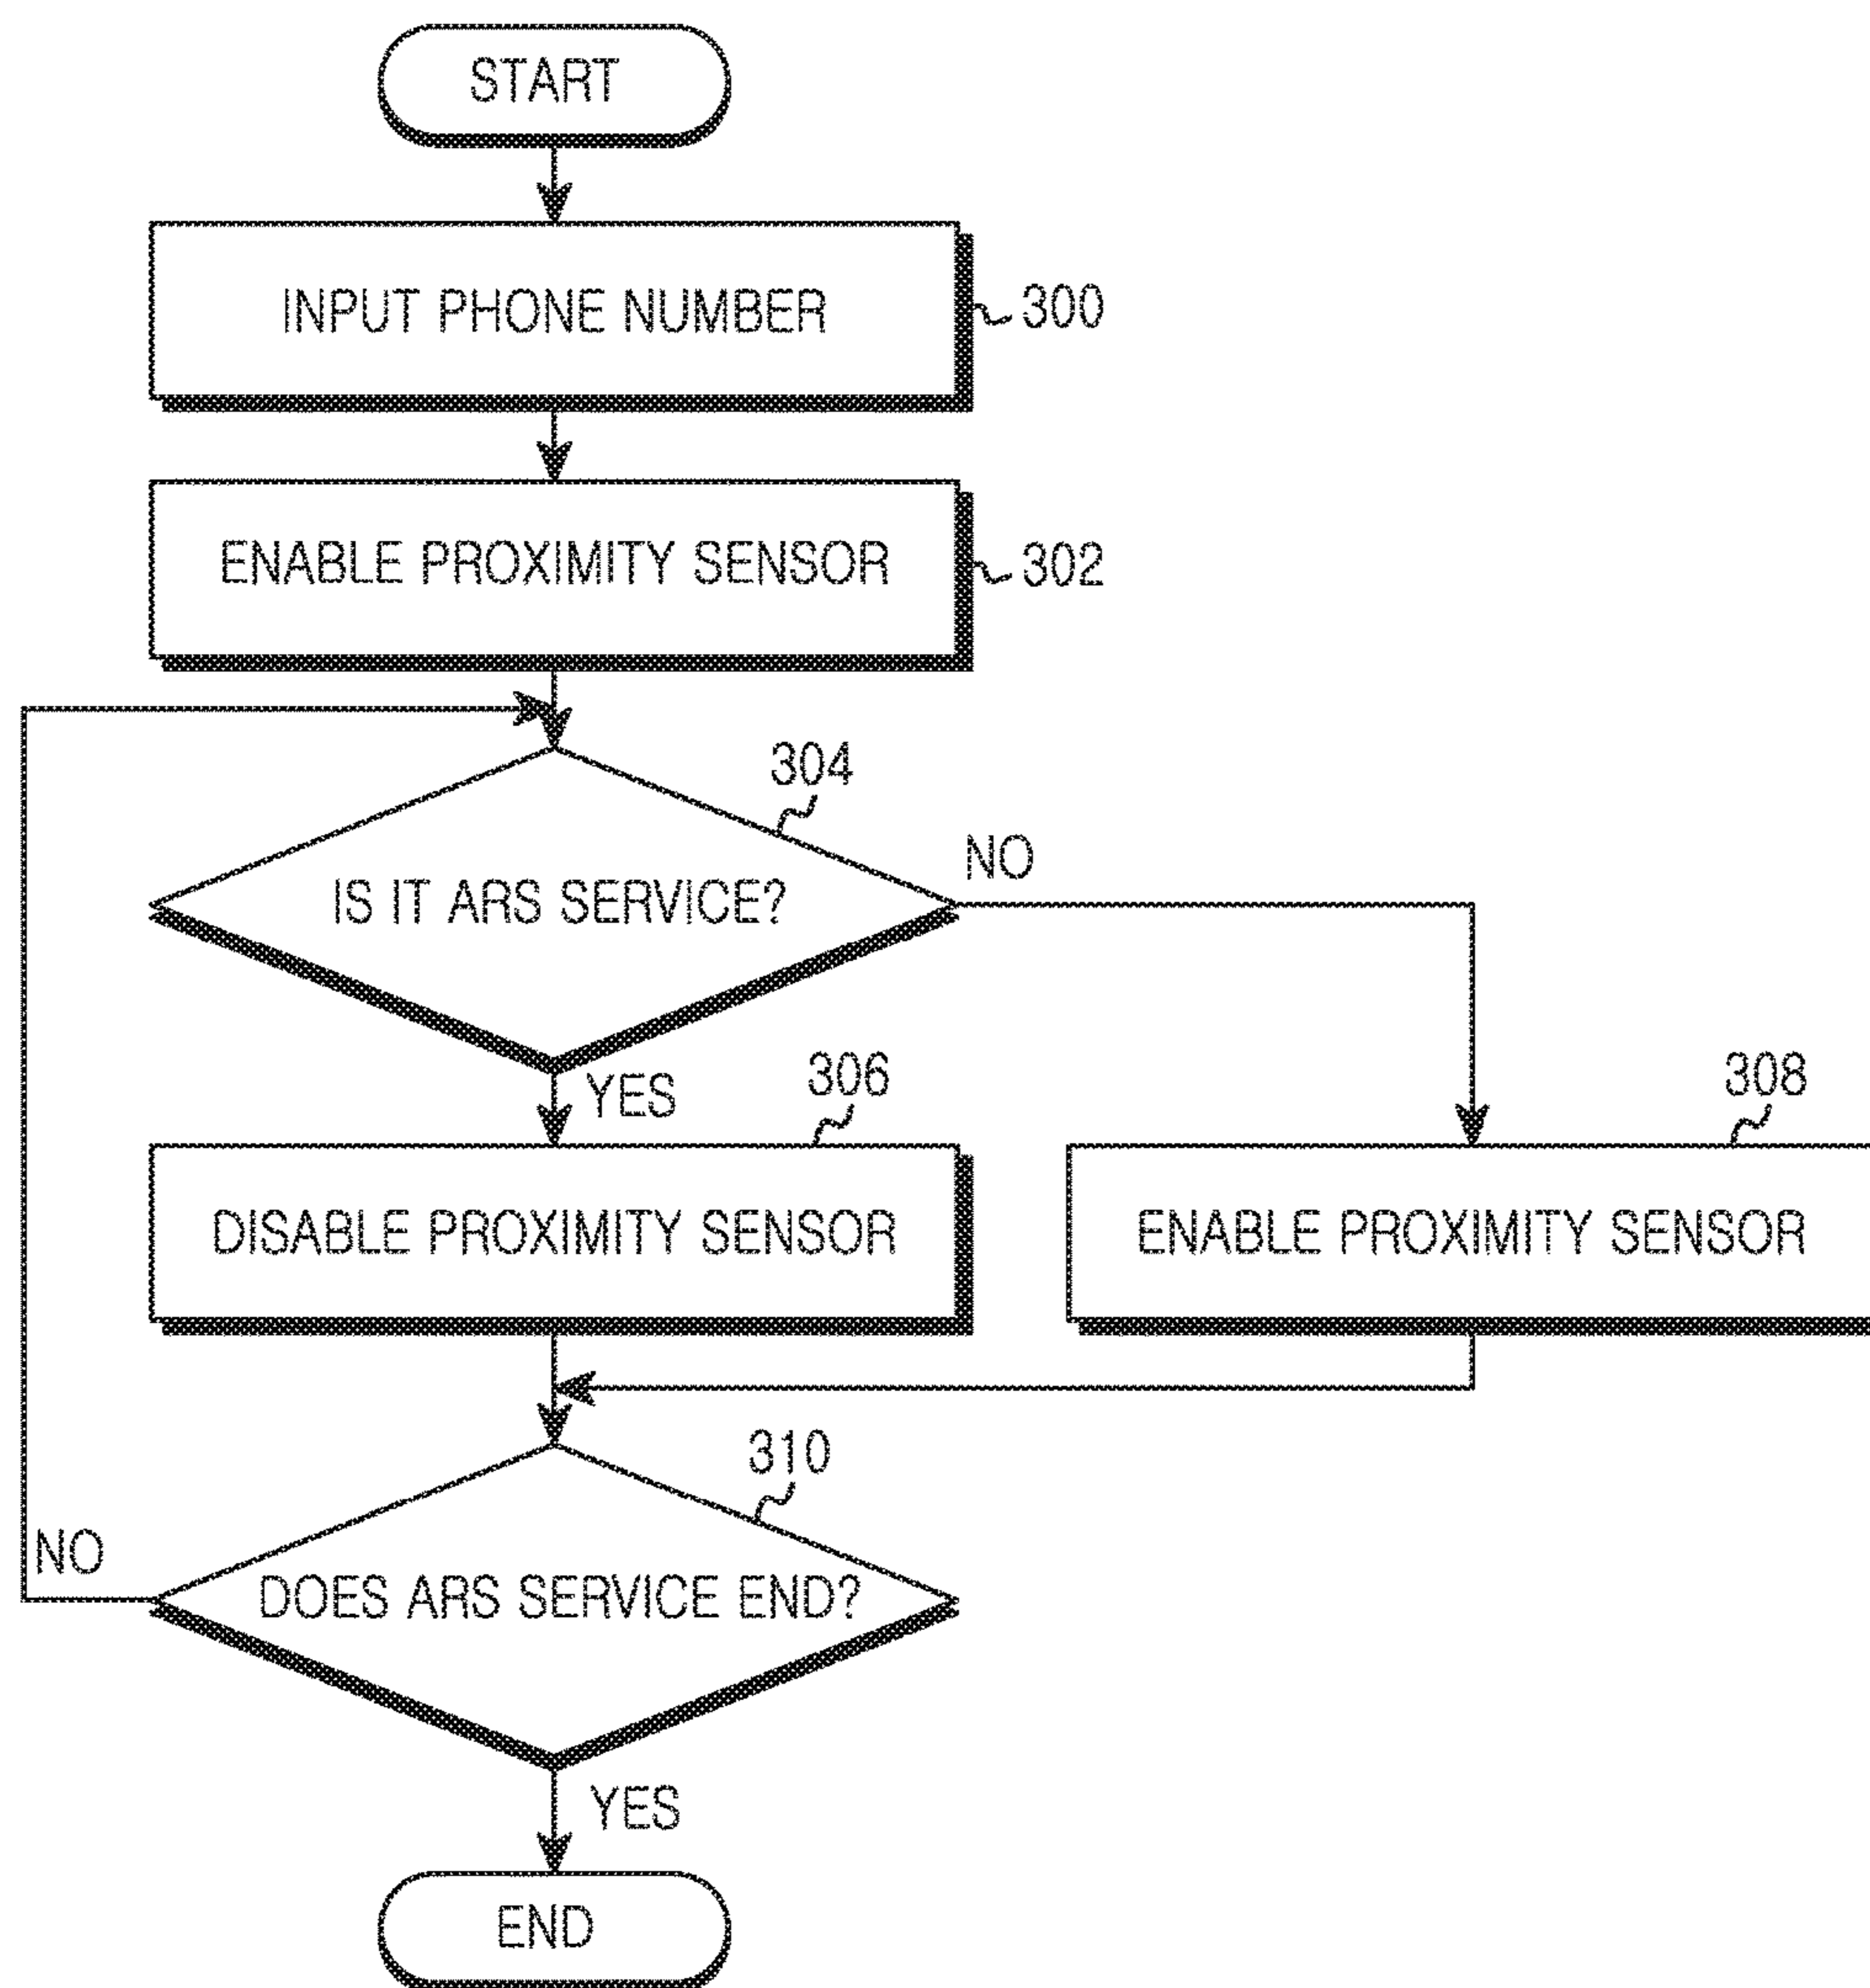 START
INPUT PHONE NUMBER
300
ENABLE PROXIMITY SENSOR
302
304
IS IT ARS SERVICE?
NO
YES
306
308
DISABLE PROXIMITY SENSOR
ENABLE PROXIMITY SENSOR
310
NO
DOES ARS SERVICE END?
YES
END